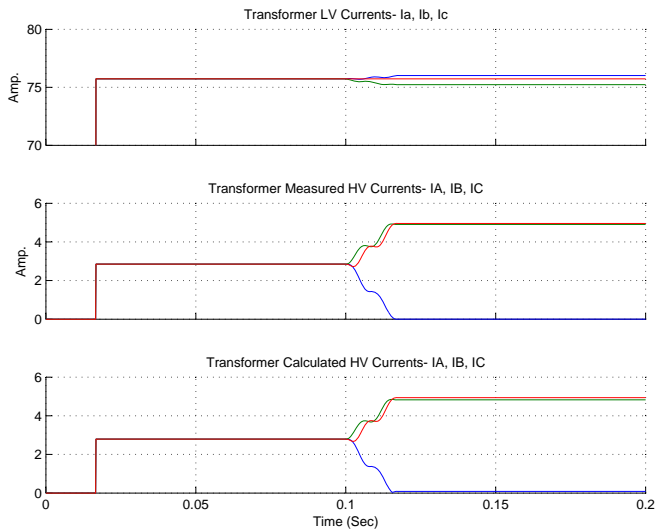 Transformer LV Currents- Ia, Ib, Ic
80
75
70
Amp.
Transformer Measured HV Currents- IA, IB, IC
6
4
2
0
Amp.
Transformer Calculated HV Currents- IA, IB, IC
6
4
2
0
0 0.05 0.1 0.15 0.2
Time (Sec)